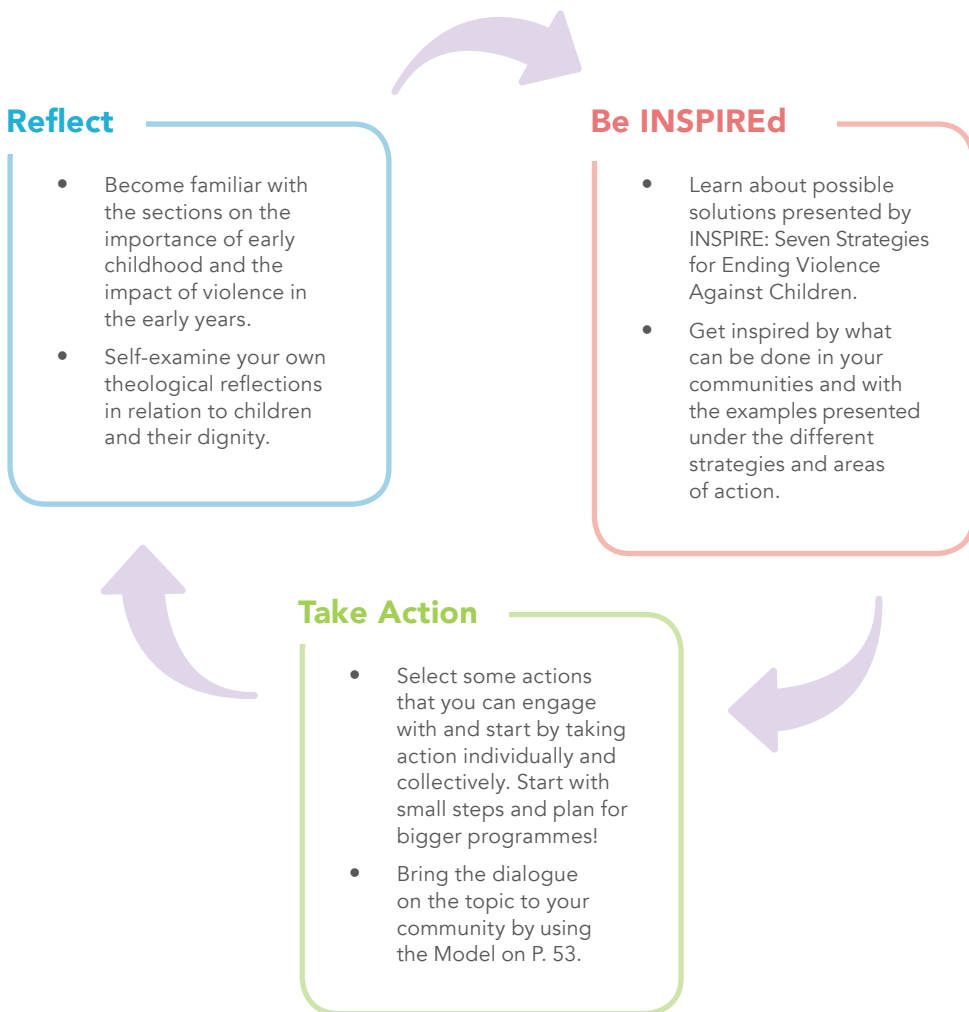 Reflect
• Become familiar with
the sections on the
importance of early
childhood and the
impact of violence in
the early years.
• Self-examine your own
theological reflections
in relation to children
and their dignity.
Be INSPIREd
• Learn about possible
solutions presented by
INSPIRE: Seven Strategies
for Ending Violence
Against Children.
• Get inspired by what
can be done in your
communities and with
the examples presented
under the different
strategies and areas
of action.
Take Action
• Select some actions
that you can engage
with and start by taking
action individually and
collectively. Start with
small steps and plan for
bigger programmes!
• Bring the dialogue
on the topic to your
community by using
the Model on P. 53.